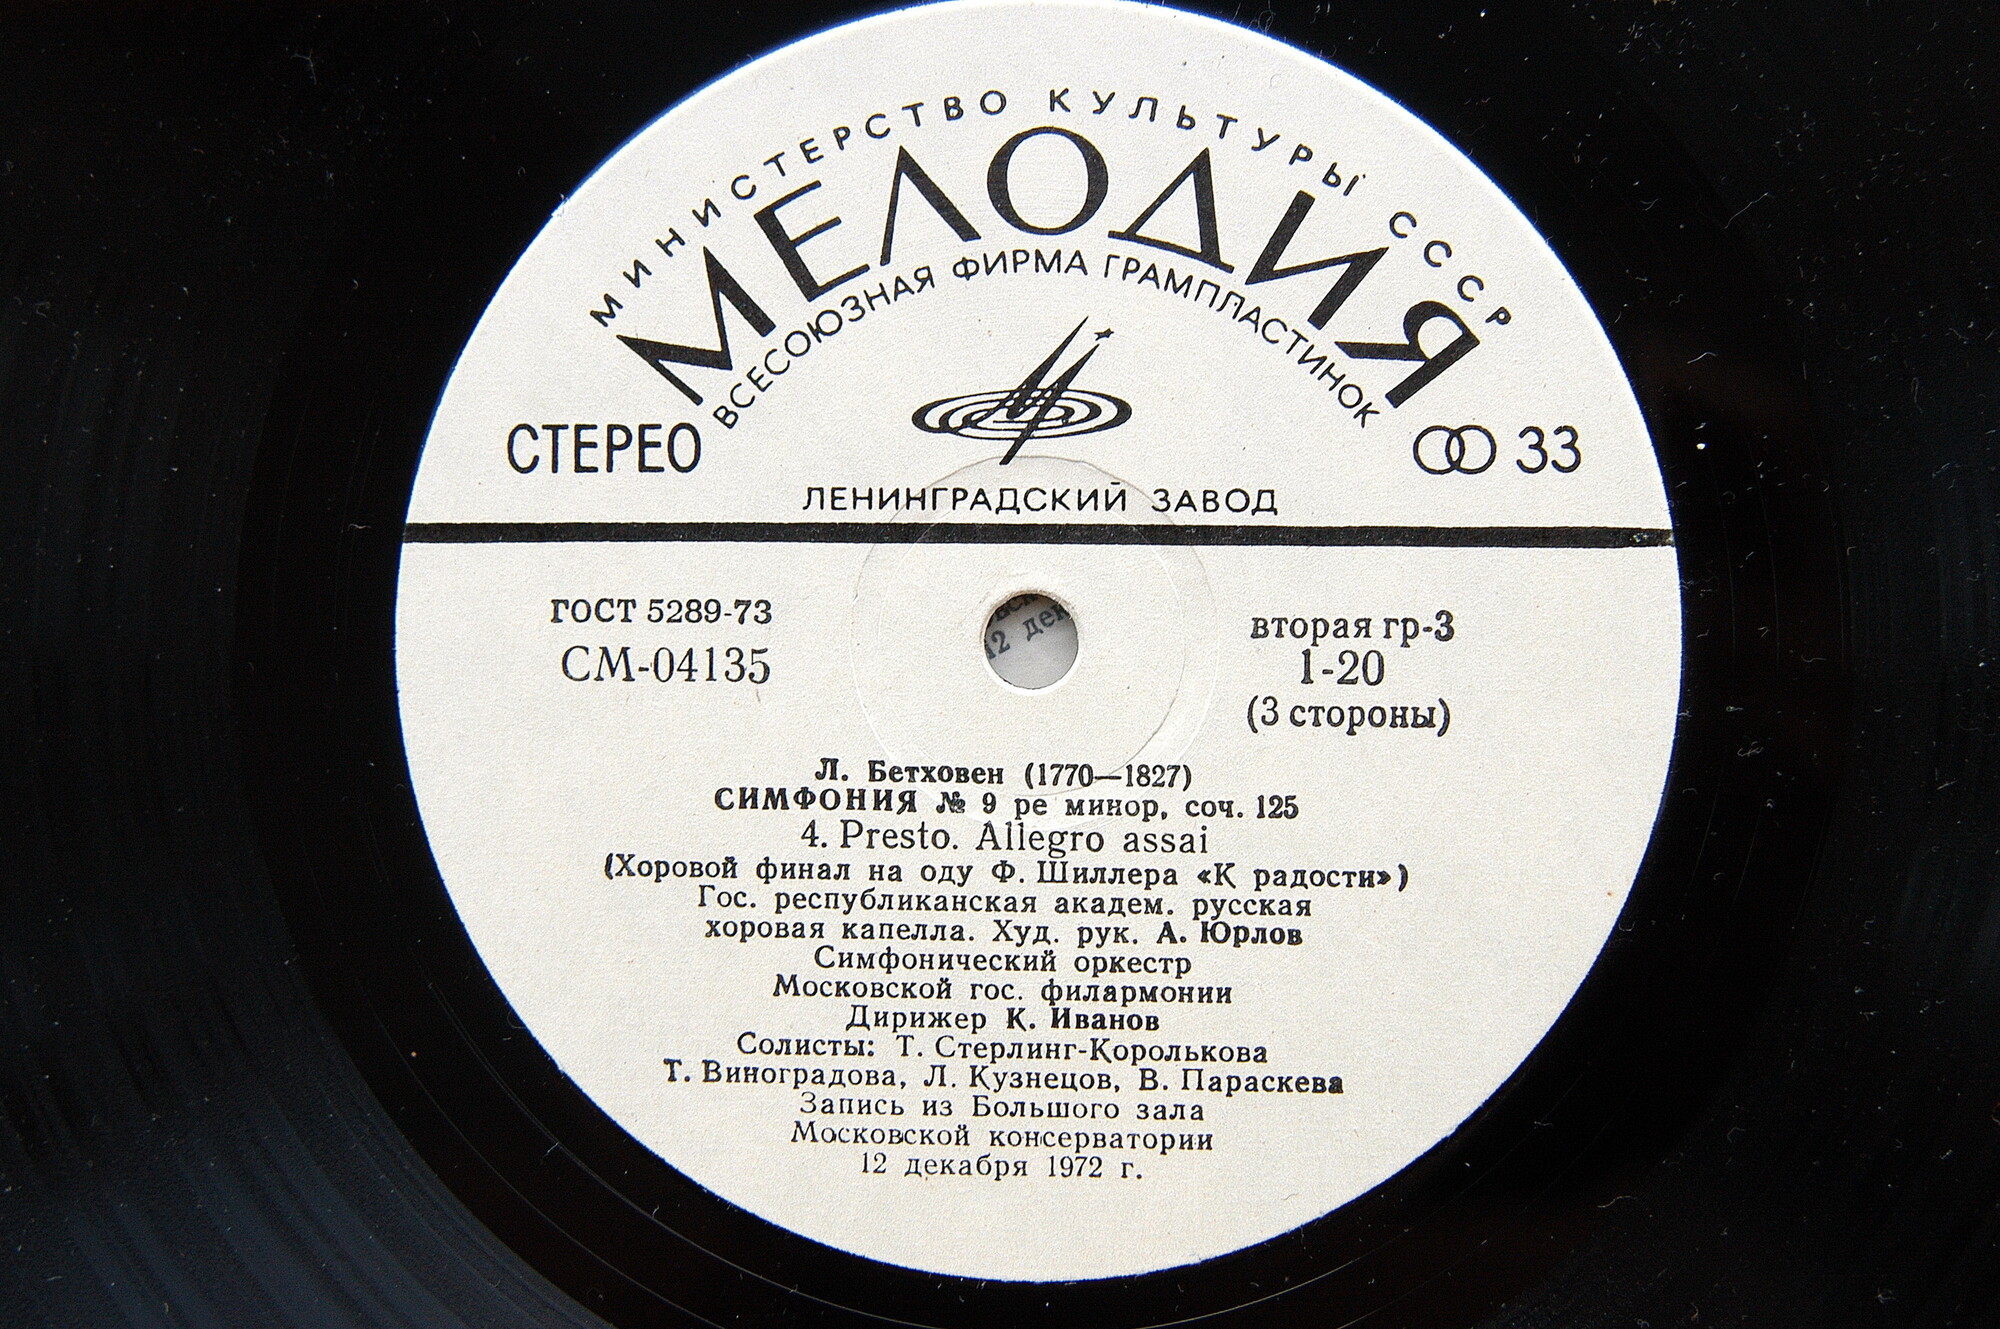 МИНИСТЕРСТВО КУЛЬТУРЫ СССР
МЕЛОДИЯ
ВСЕСОЮЗНАЯ ФИРМА ГРАМПЛАСТИНОК
СТЕРЕО
33
ЛЕНИНГРАДСКИЙ ЗАВОД
ГОСТ 5289-73
СМ-04135
12 дек
вторая гр-3
1-20
(3 стороны)
Л. Бетховен (1770—1827)
СИМФОНИЯ № 9 ре минор, соч. 125
4. Presto. Allegro assai
(Хоровой финал на оду Ф. Шиллера «К радости»)
Гос. республиканская академ. русская
хоровая капелла. Худ. рук. А. Юрлов
Симфонический оркестр
Московской гос. филармонии
Дирижер К. Иванов
Солисты: Т. Стерлинг-Королькова
Т. Виноградова, Л. Кузнецов, В. Параскева
Запись из Большого зала
Московской консерватории
12 декабря 1972 г.